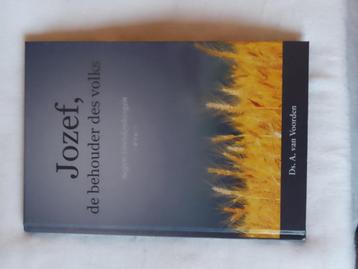 Jozef,
de behouder des volks
Ds. A. van Voorden